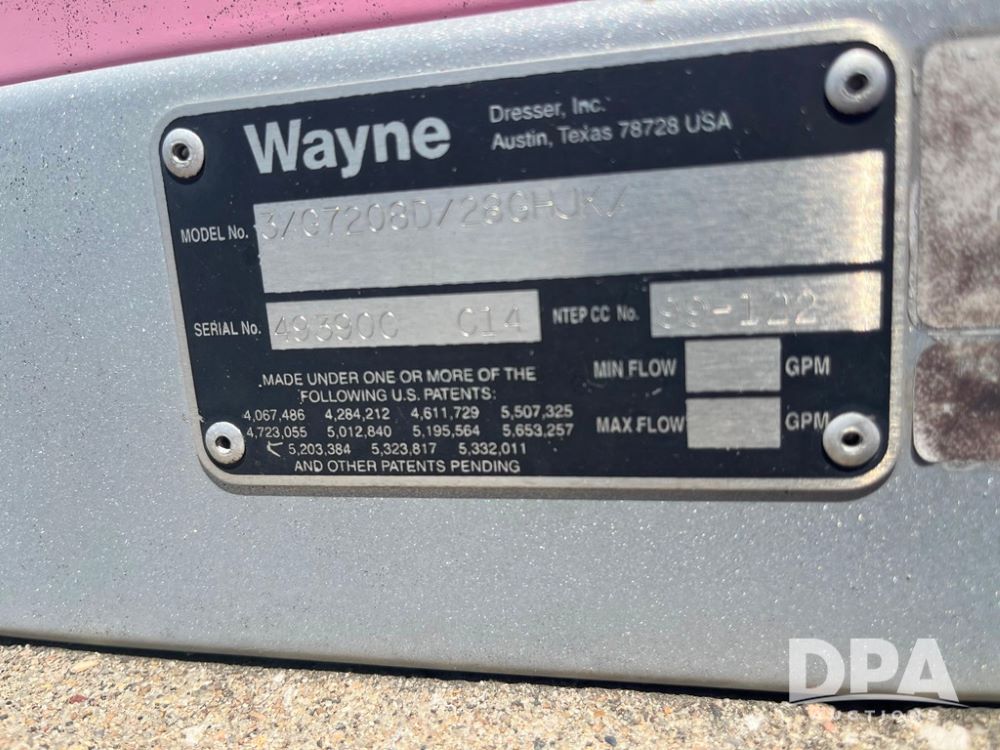 Wayne
Dresser, Inc.
Austin, Texas 78728 USA
MODEL No. 3/G7208D/28GHJK/
SERIAL No. 493900 C14
NTEP CC No. 99-122
MIN FLOW GPM
MAX FLOW GPM
MADE UNDER ONE OR MORE OF THE
FOLLOWING U.S. PATENTS:
4,067,486 4,284,212 4,611,729 5,507,325
4,723,055 5,012,840 5,195,564 5,653,257
5,203,384 5,323,817 5,332,011
AND OTHER PATENTS PENDING
DPA
AUCTIONS